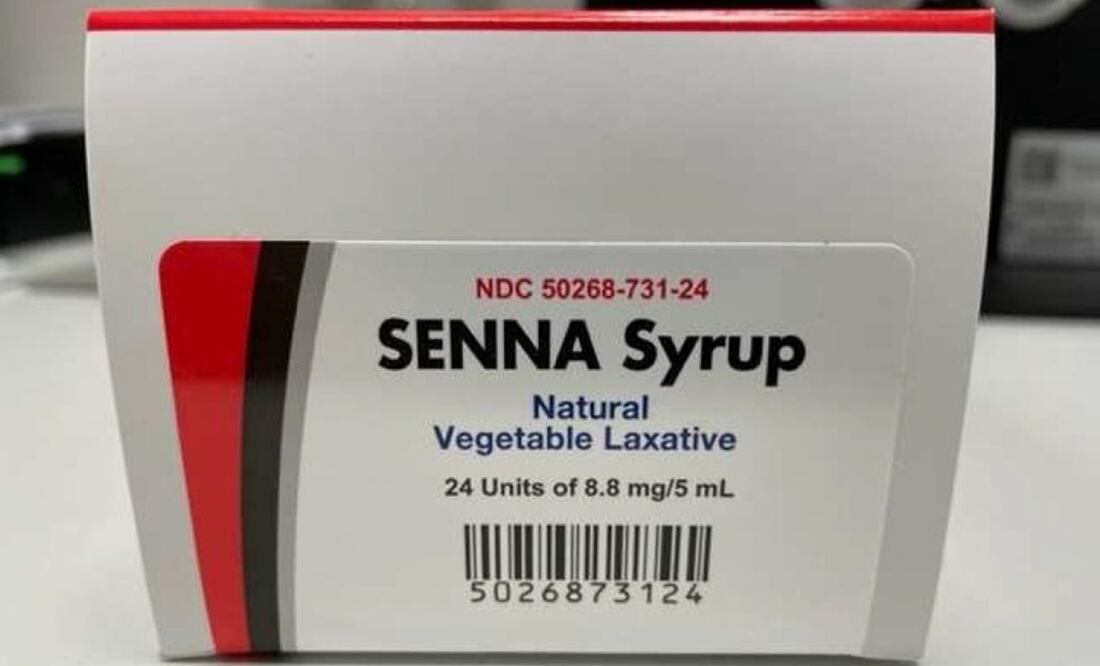 NDC 50268-731-24
SENNA Syrup
Natural
Vegetable Laxative
24 Units of 8.8 mg/5 mL
5026873124